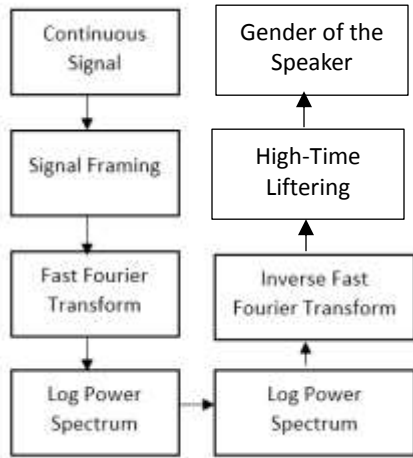 Continuous
Signal
Signal Framing
Fast Fourier
Transform
Log Power
Spectrum
Log Power
Spectrum
Inverse Fast
Fourier Transform
High-Time
Liftering
Gender of the
Speaker